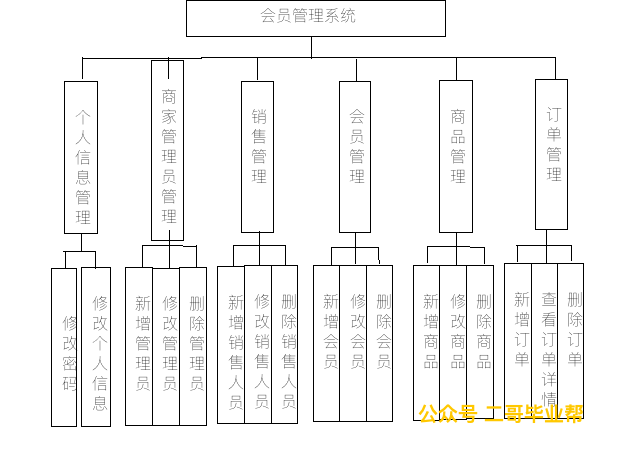 会员管理系统
个人信息管理
商家管理员管理
销售管理
会员管理
商品管理
订单管理
修改密码
修改个人信息
新增管理员
修改管理员
删除管理员
新增销售人员
修改销售人员
删除销售人员
新增会员
修改会员
删除会员
新增商品
修改商品
删除商品
新增订单
查看订单详情
删除订单
公众号 二哥毕业帮